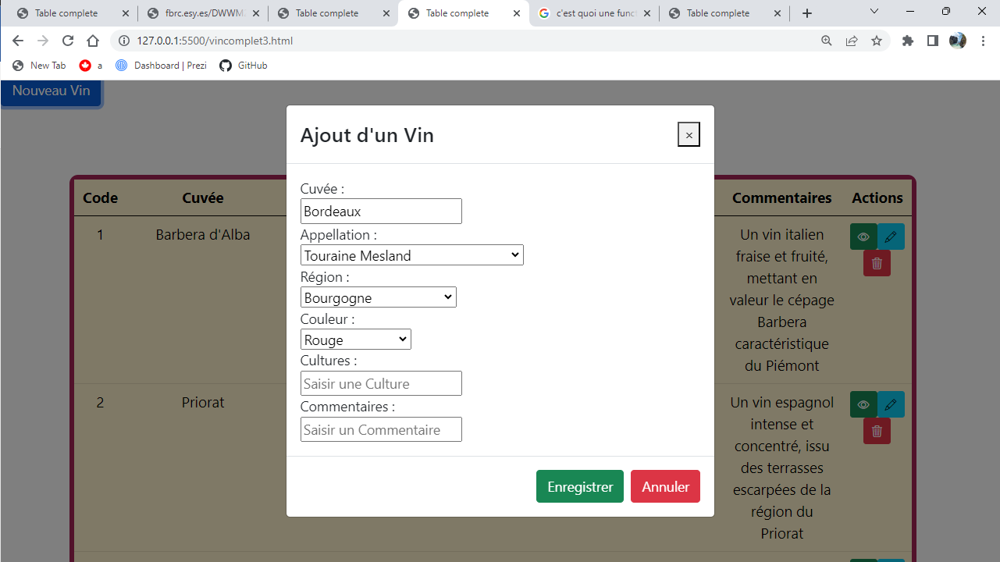 Table complete
fbrc.esy.es/DWWM
Table complete
Table complete
c'est quoi une func
Table complete
127.0.0.1:5500/vincomplet3.html
New Tab
a
Dashboard | Prezi
GitHub
Nouveau Vin
Ajout d'un Vin
×
Cuvée :
Bordeaux
Appellation :
Touraine Mesland
Région :
Bourgogne
Couleur :
Rouge
Cultures :
Saisir une Culture
Commentaires :
Saisir un Commentaire
Enregistrer Annuler
Code Cuvée Commentaires Actions
1 Barbera d'Alba Un vin italien
fraise et fruité,
mettant en
valeur le cépage
Barbera
caractéristique
du Piémont
2 Priorat Un vin espagnol
intense et
concentré, issu
des terrasses
escarpées de la
région du
Priorat